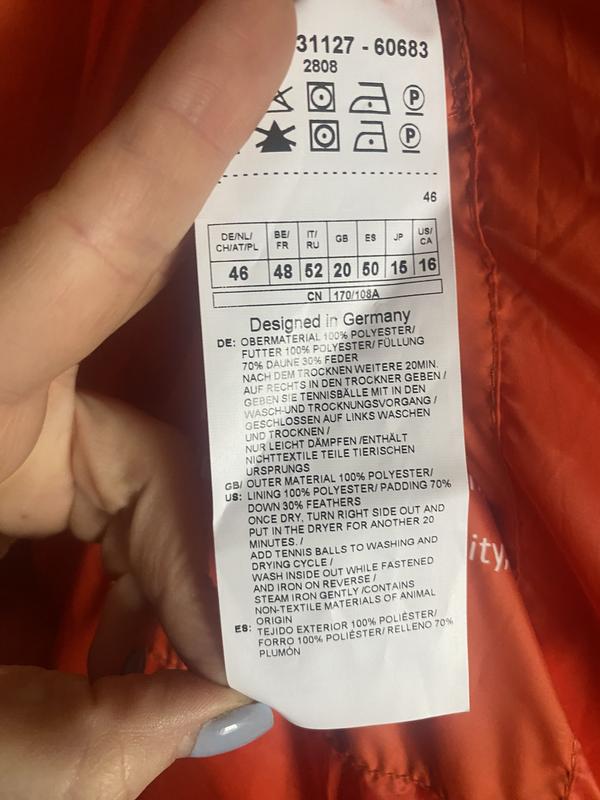 31127 - 60683
2808
P
P
46
DE/NL/ CH/AT/PL BE/ FR IT/ RU GB ES JP US/ CA
46 48 52 20 50 15 16
CN 170/108A
Designed in Germany
DE: OBERMATERIAL 100% POLYESTER/
FUTTER 100% POLYESTER/ FÜLLUNG
70% DAUNE 30% FEDER
NACH DEM TROCKNEN WEITERE 20MIN.
AUF RECHTS IN DEN TROCKNER GEBEN /
GEBEN SIE TENNISBÄLLE MIT IN DEN
WASCH-UND TROCKNUNGSVORGANG /
GESCHLOSSEN AUF LINKS WASCHEN
UND TROCKNEN /
NUR LEICHT DÄMPFEN /ENTHÄLT
NICHTTEXTILE TEILE TIERISCHEN
URSPRUNGS
GB/ OUTER MATERIAL 100% POLYESTER/
US: LINING 100% POLYESTER/ PADDING 70%
DOWN 30% FEATHERS
ONCE DRY, TURN RIGHT SIDE OUT AND
PUT IN THE DRYER FOR ANOTHER 20
MINUTES. /
ADD TENNIS BALLS TO WASHING AND
DRYING CYCLE /
WASH INSIDE OUT WHILE FASTENED
AND IRON ON REVERSE /
STEAM IRON GENTLY /CONTAINS
NON-TEXTILE MATERIALS OF ANIMAL
ORIGIN
ES: TEJIDO EXTERIOR 100% POLIÉSTER/
FORRO 100% POLIÉSTER/ RELLENO 70%
PLUMÓN